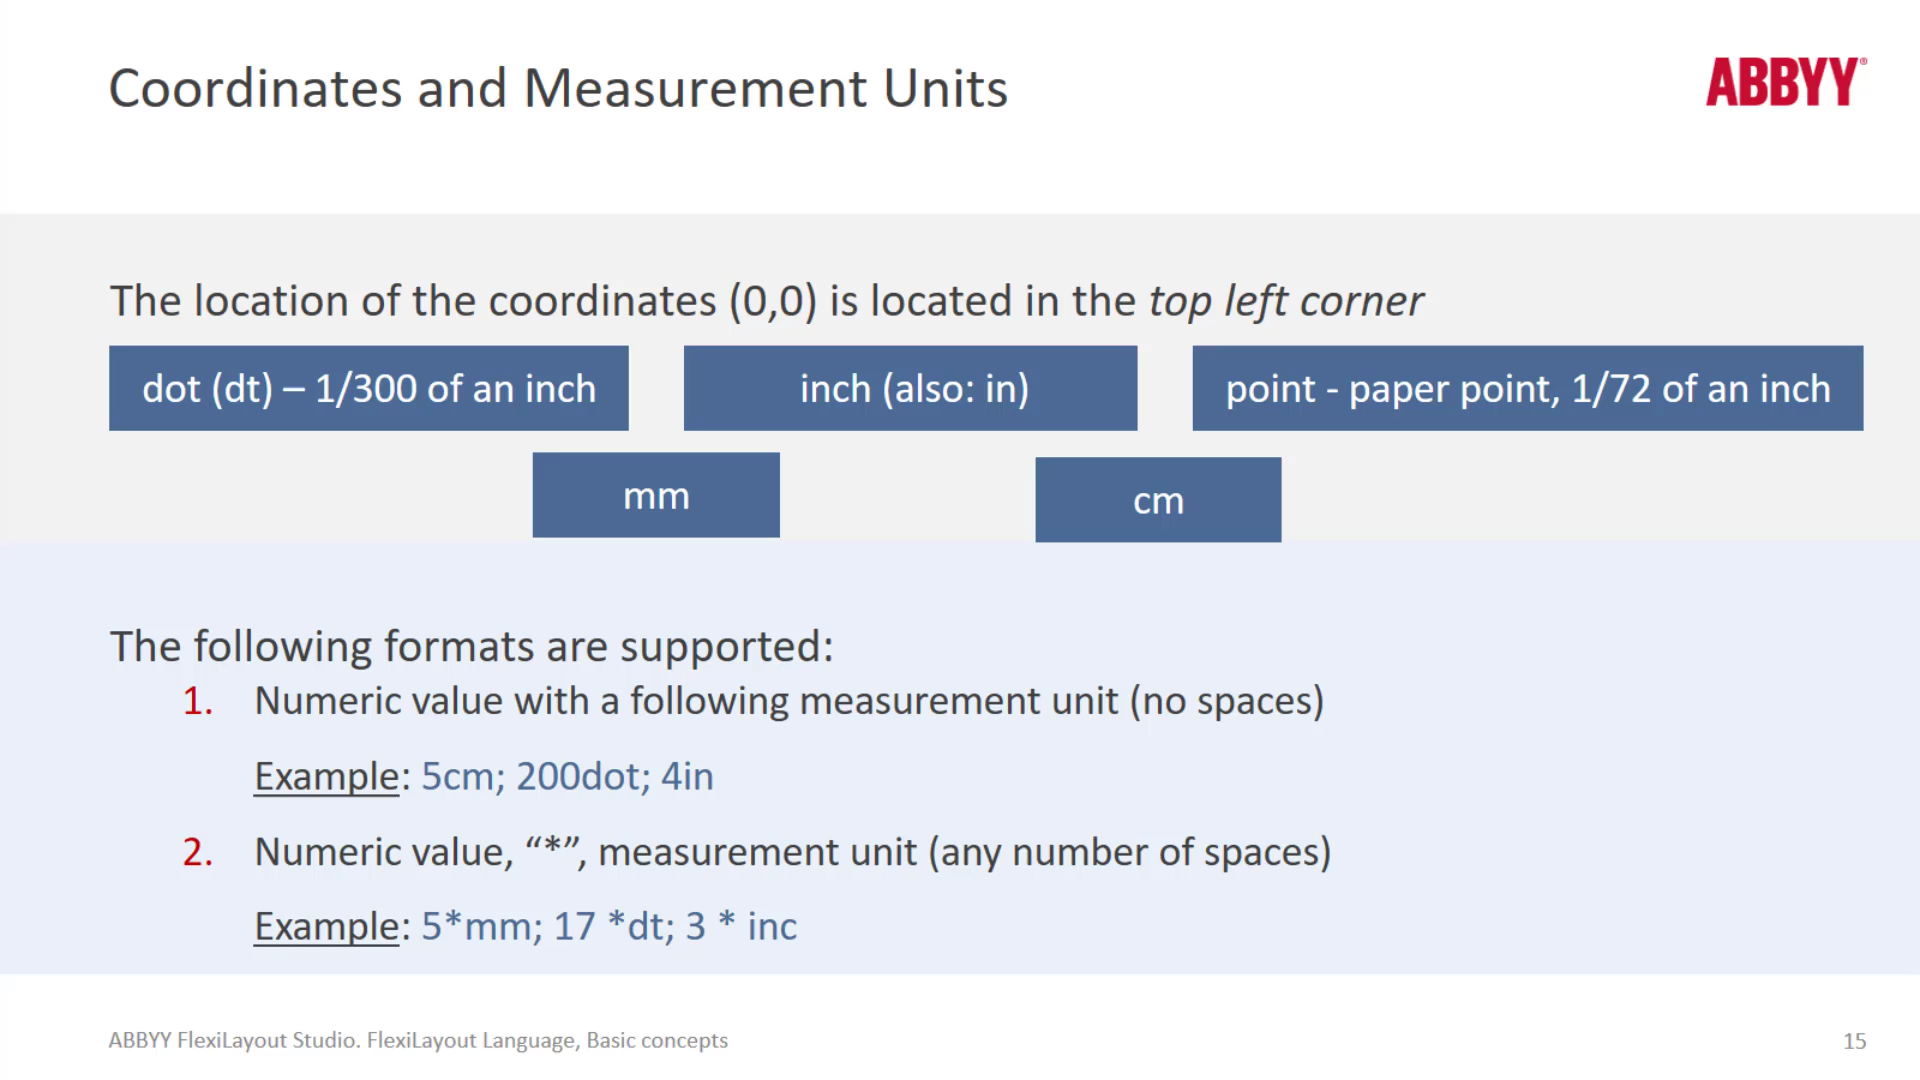 Coordinates and Measurement Units
ABBYY®
The location of the coordinates (0,0) is located in the top left corner
dot (dt) – 1/300 of an inch
inch (also: in)
point - paper point, 1/72 of an inch
mm
cm
The following formats are supported:
1. Numeric value with a following measurement unit (no spaces)
Example: 5cm; 200dot; 4in
2. Numeric value, “*”, measurement unit (any number of spaces)
Example: 5*mm; 17 *dt; 3 * inc
ABBYY FlexiLayout Studio. FlexiLayout Language, Basic concepts
15